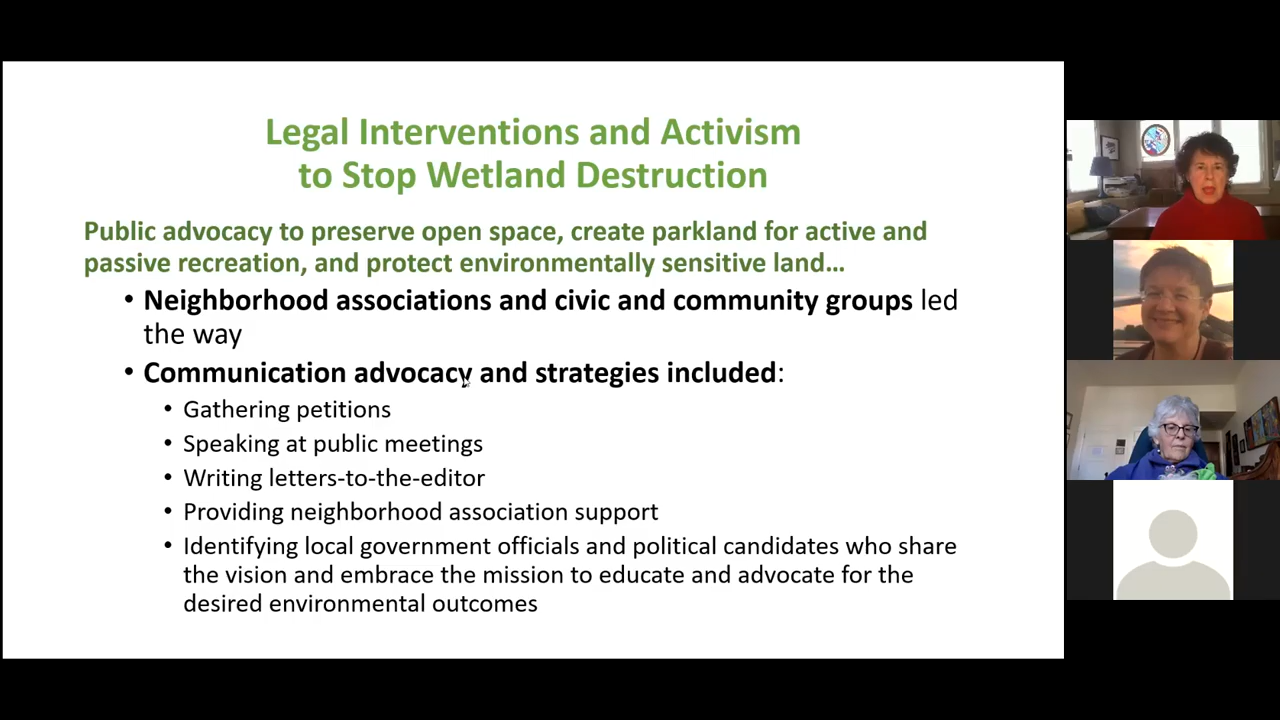 Legal Interventions and Activism
to Stop Wetland Destruction
Public advocacy to preserve open space, create parkland for active and
passive recreation, and protect environmentally sensitive land…
• Neighborhood associations and civic and community groups led
the way
• Communication advocacy and strategies included:
• Gathering petitions
• Speaking at public meetings
• Writing letters-to-the-editor
• Providing neighborhood association support
• Identifying local government officials and political candidates who share
the vision and embrace the mission to educate and advocate for the
desired environmental outcomes